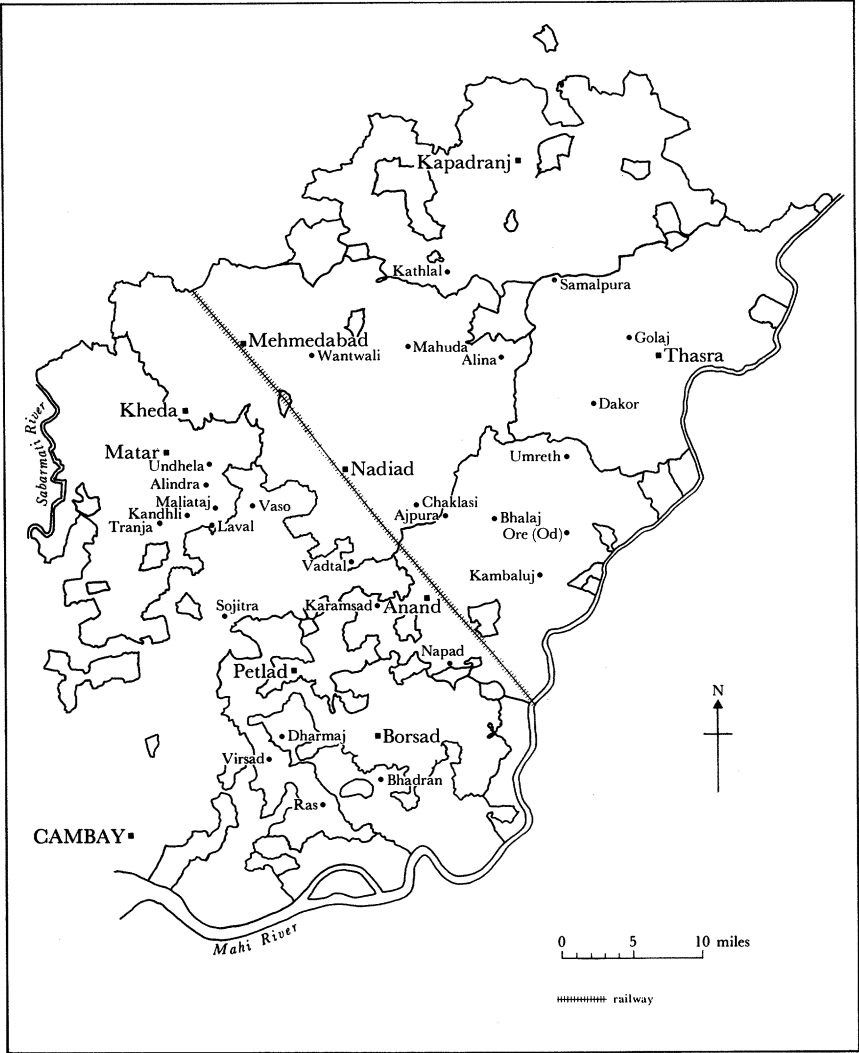 Kapadranj
Kathlal
Samalpura
Mehmedabad
Wantwali
Mahuda
Alina
Golaj
Thasra
Dakor
Kheda
Sabarmati River
Matar
Undhela
Alindra
Maliataj
Kandhli
Tranja
Laval
Vaso
Nadiad
Umreth
Chaklasi
Ajpura
Bhalaj
Ore (Od)
Vadtal
Kambaluj
Sojitra
Karamsad
Anand
Napad
Petlad
N
Dharmaj
Borsad
Virsad
Bhadran
Ras
CAMBAY
Mahi River
0 5 10 miles
railway